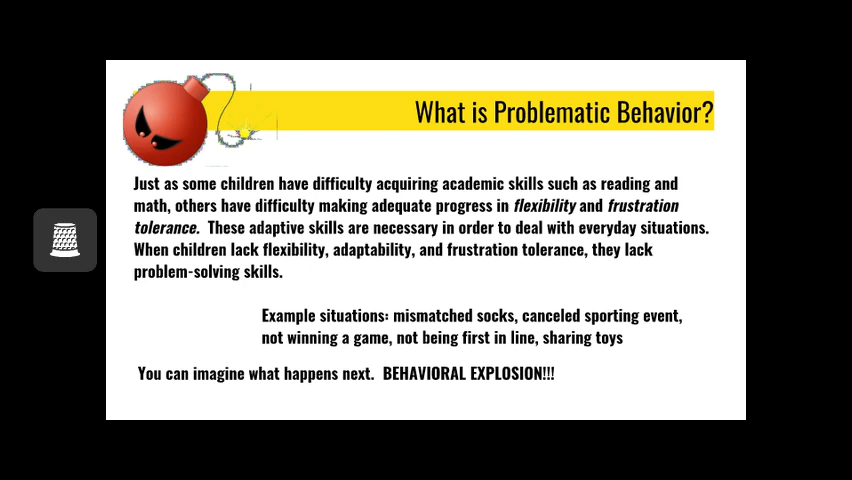 What is Problematic Behavior?
Just as some children have difficulty acquiring academic skills such as reading and
math, others have difficulty making adequate progress in flexibility and frustration
tolerance.  These adaptive skills are necessary in order to deal with everyday situations.
When children lack flexibility, adaptability, and frustration tolerance, they lack
problem-solving skills.
Example situations: mismatched socks, canceled sporting event,
not winning a game, not being first in line, sharing toys
You can imagine what happens next.  BEHAVIORAL EXPLOSION!!!